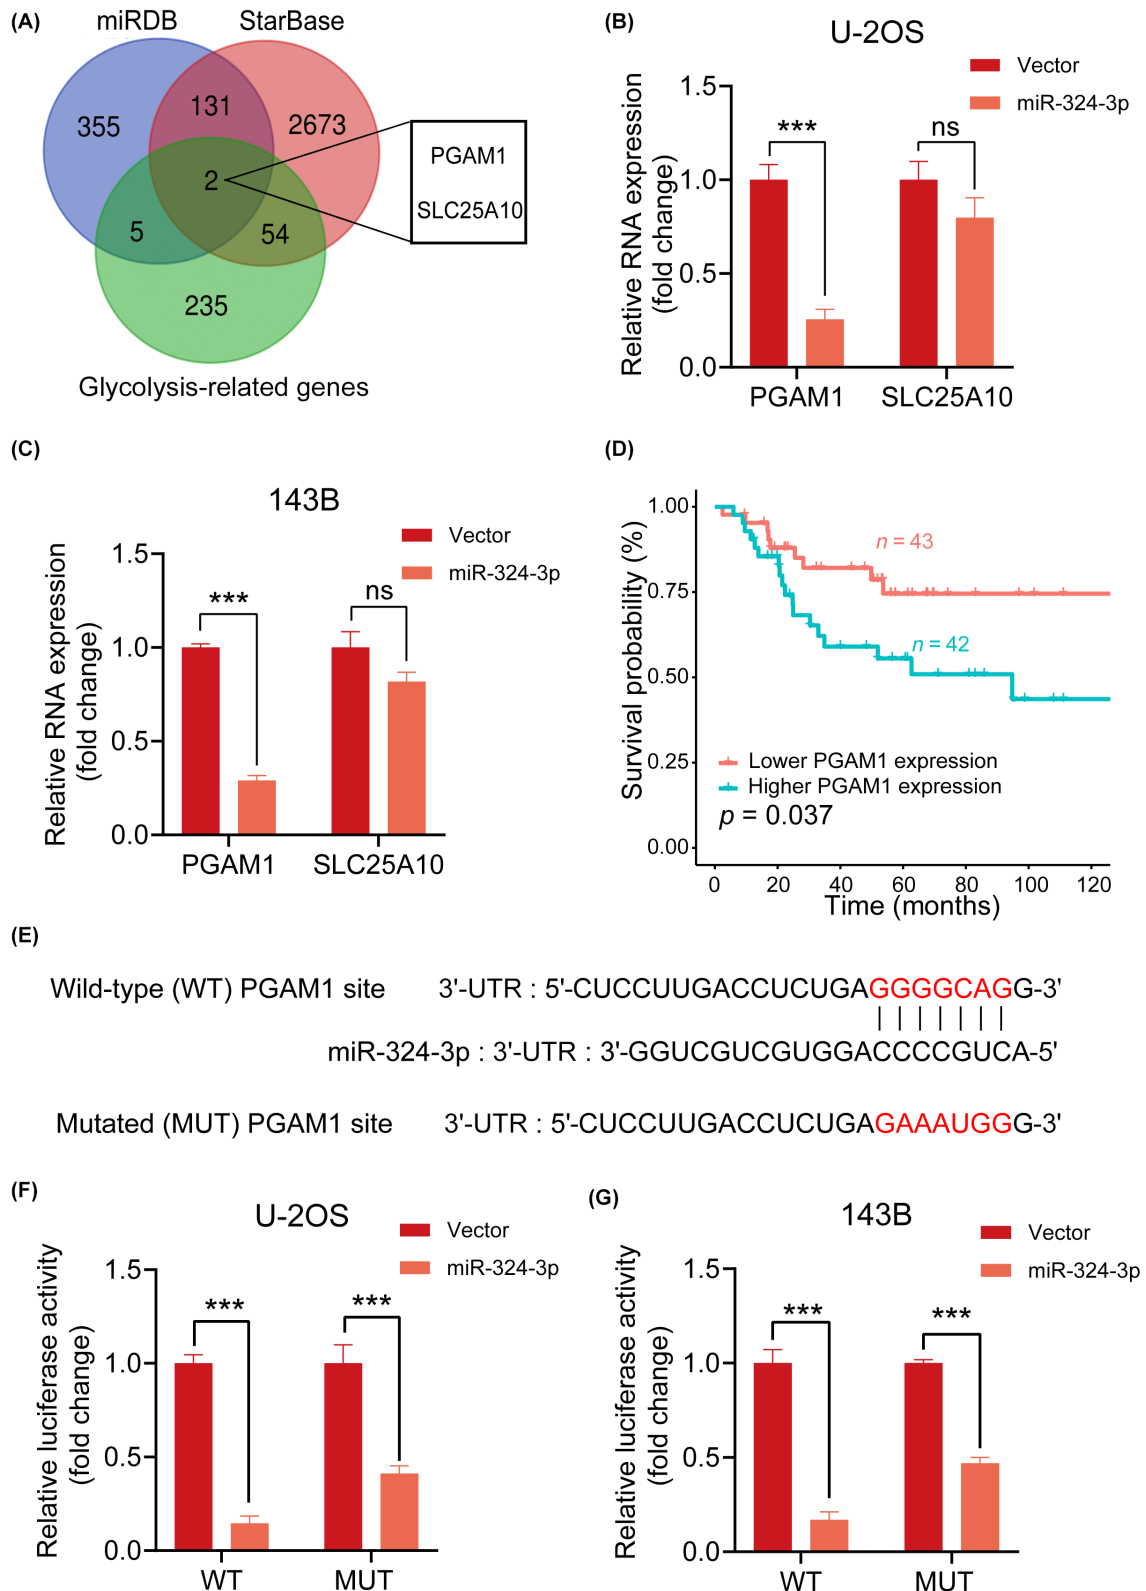 (A)
miRDB
StarBase
355
131
2673
2
5
54
235
PGAM1
SLC25A10
Glycolysis-related genes
(B)
U-2OS
Vector
miR-324-3p
Relative RNA expression
(fold change)
1.5
1.0
0.5
0.0
***
ns
PGAM1
SLC25A10
(C)
143B
Vector
miR-324-3p
Relative RNA expression
(fold change)
1.5
1.0
0.5
0.0
***
ns
PGAM1
SLC25A10
(D)
Survival probability (%)
1.00
0.75
0.50
0.25
0.00
n = 43
n = 42
Lower PGAM1 expression
Higher PGAM1 expression
p = 0.037
0 20 40 60 80 100 120
Time (months)
(E)
Wild-type (WT) PGAM1 site 3'-UTR : 5'-CUCCUUGACCUCUGAGGGGCAGG-3'
miR-324-3p : 3'-UTR : 3'-GGUCGUCGUGGACCCCGUCA-5'
Mutated (MUT) PGAM1 site 3'-UTR : 5'-CUCCUUGACCUCUGAGAAAUGGG-3'
(F)
U-2OS
Vector
miR-324-3p
Relative luciferase activity
(fold change)
1.5
1.0
0.5
0.0
***
***
WT
MUT
(G)
143B
Vector
miR-324-3p
Relative luciferase activity
(fold change)
1.5
1.0
0.5
0.0
***
***
WT
MUT